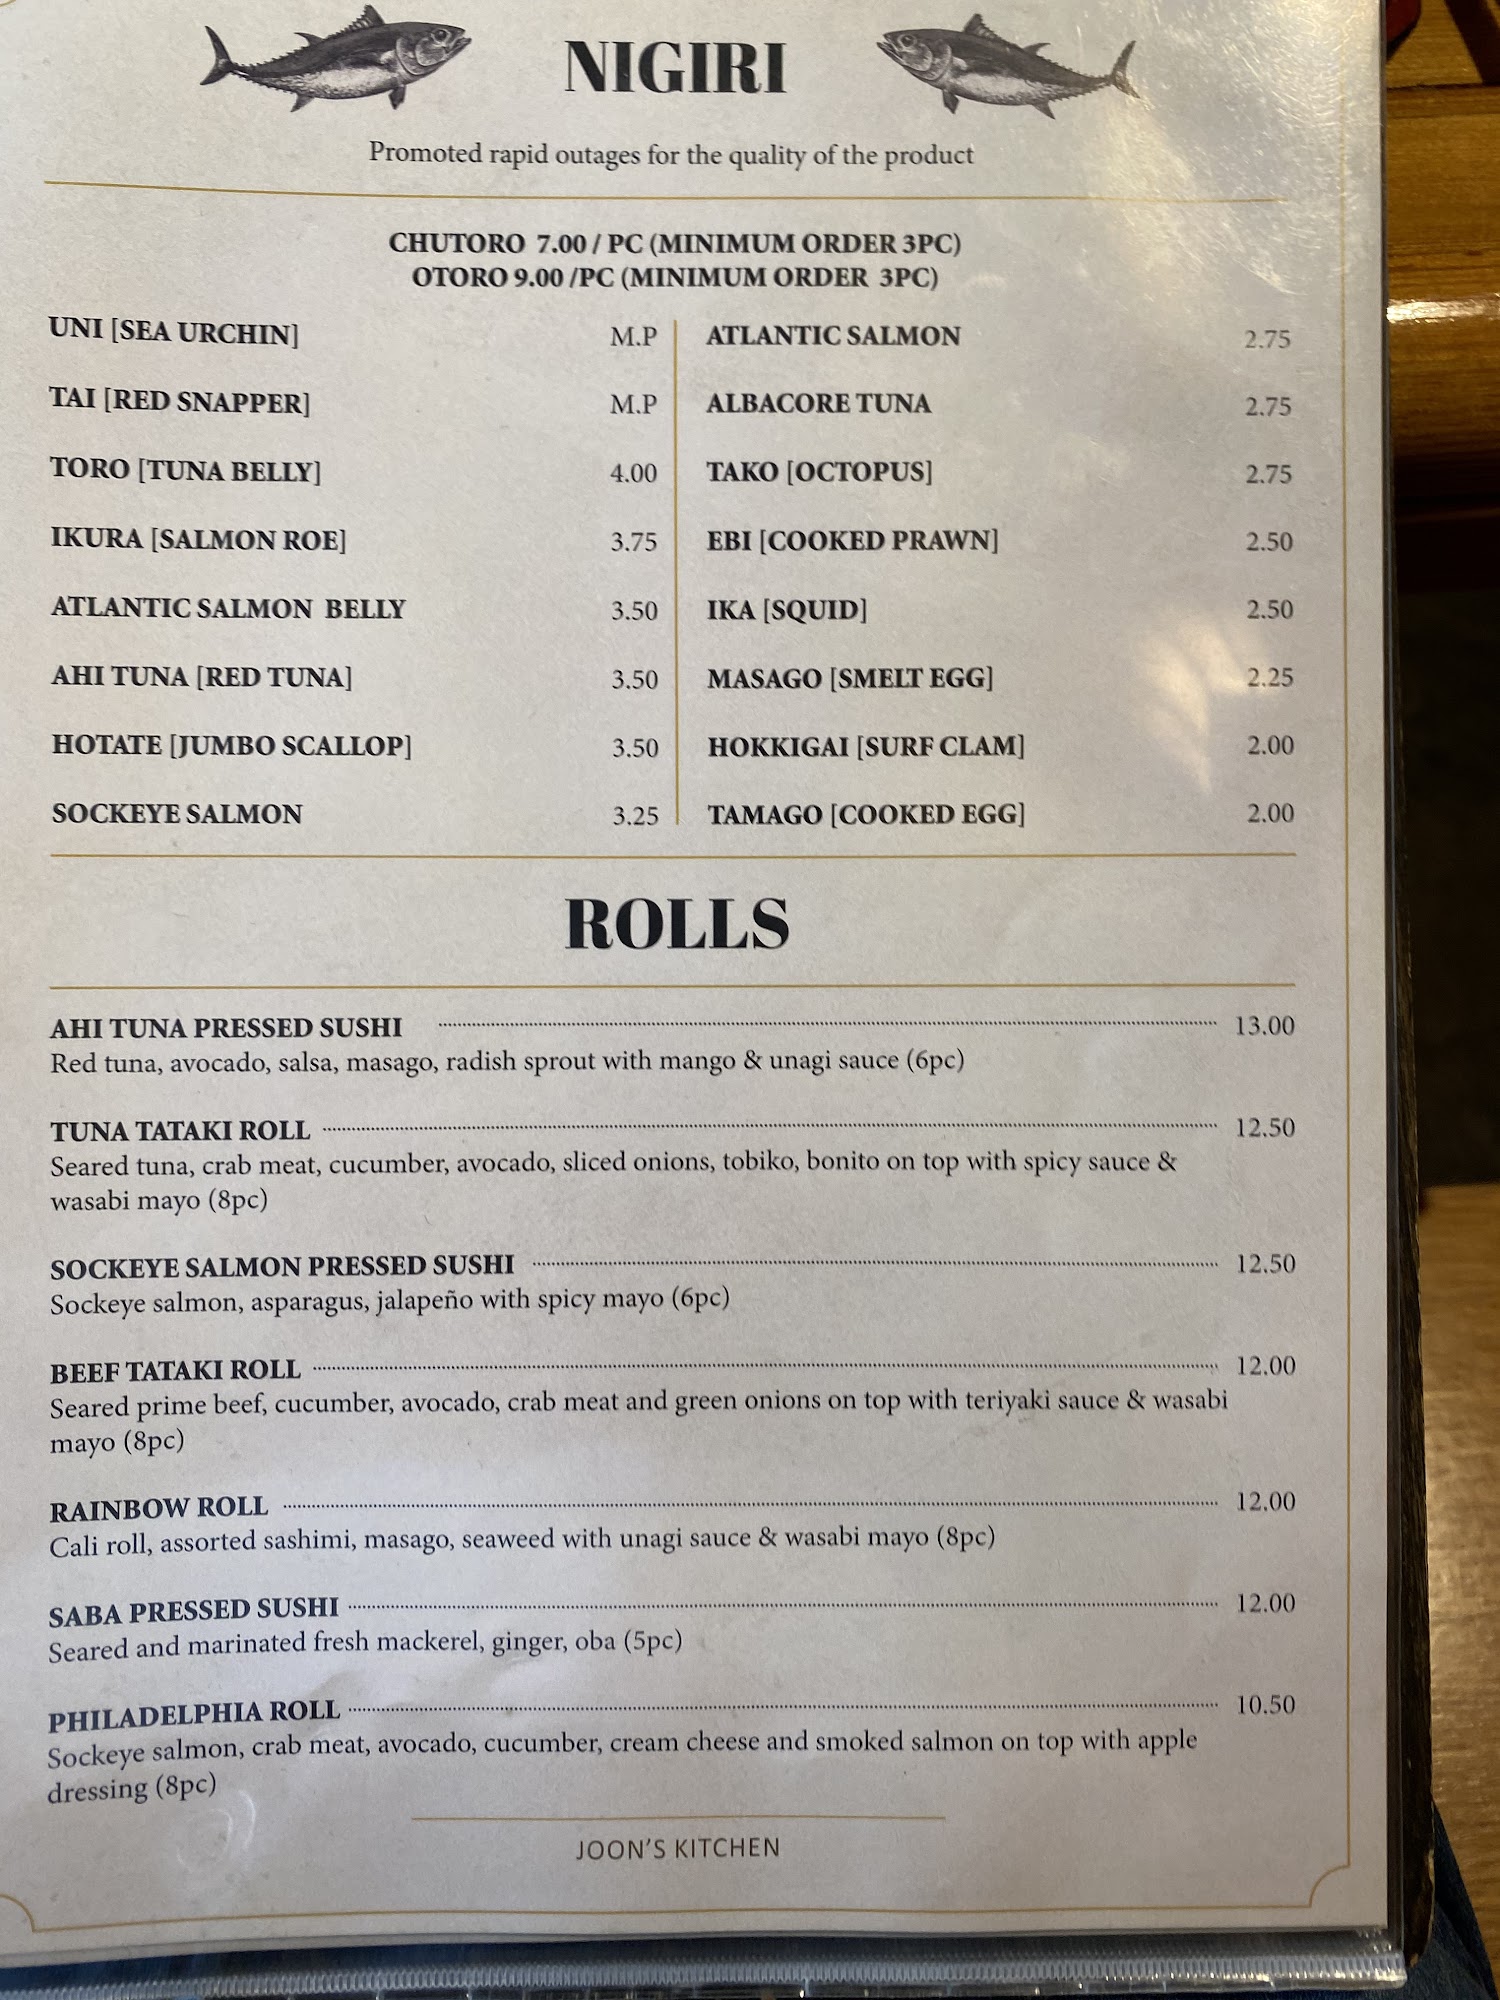 NIGIRI
Promoted rapid outages for the quality of the product
CHUTORO 7.00 / PC (MINIMUM ORDER 3PC)
OTORO 9.00 /PC (MINIMUM ORDER 3PC)
UNI [SEA URCHIN] M.P
TAI [RED SNAPPER] M.P
TORO [TUNA BELLY] 4.00
IKURA [SALMON ROE] 3.75
ATLANTIC SALMON BELLY 3.50
AHI TUNA [RED TUNA] 3.50
HOTATE [JUMBO SCALLOP] 3.50
SOCKEYE SALMON 3.25
ATLANTIC SALMON 2.75
ALBACORE TUNA 2.75
TAKO [OCTOPUS] 2.75
EBI [COOKED PRAWN] 2.50
IKA [SQUID] 2.50
MASAGO [SMELT EGG] 2.25
HOKKIGAI [SURF CLAM] 2.00
TAMAGO [COOKED EGG] 2.00
ROLLS
AHI TUNA PRESSED SUSHI 13.00
Red tuna, avocado, salsa, masago, radish sprout with mango & unagi sauce (6pc)
TUNA TATAKI ROLL 12.50
Seared tuna, crab meat, cucumber, avocado, sliced onions, tobiko, bonito on top with spicy sauce &
wasabi mayo (8pc)
SOCKEYE SALMON PRESSED SUSHI 12.50
Sockeye salmon, asparagus, jalapeño with spicy mayo (6pc)
BEEF TATAKI ROLL 12.00
Seared prime beef, cucumber, avocado, crab meat and green onions on top with teriyaki sauce & wasabi
mayo (8pc)
RAINBOW ROLL 12.00
Cali roll, assorted sashimi, masago, seaweed with unagi sauce & wasabi mayo (8pc)
SABA PRESSED SUSHI 12.00
Seared and marinated fresh mackerel, ginger, oba (5pc)
PHILADELPHIA ROLL 10.50
Sockeye salmon, crab meat, avocado, cucumber, cream cheese and smoked salmon on top with apple
dressing (8pc)
JOON'S KITCHEN